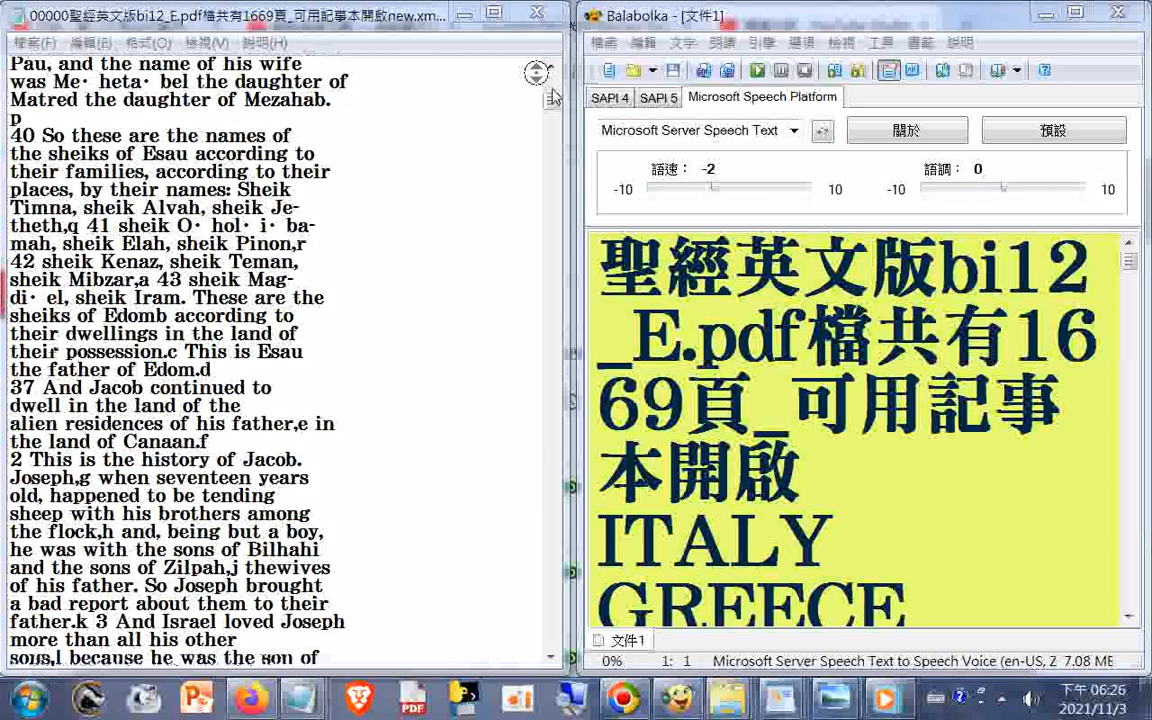 00000聖經英文版bi12_E.pdf檔共有1669頁_可用記事本開啟new.xm...
檔案(F) 編輯(E) 格式(O) 檢視(V) 說明(H)
Pau, and the name of his wife
was Me· heta· bel the daughter of
Matred the daughter of Mezahab.
p
40 So these are the names of
the sheiks of Esau according to
their families, according to their
places, by their names: Sheik
Timna, sheik Alvah, sheik Je-
theth,q 41 sheik O· hol· i· ba-
mah, sheik Elah, sheik Pinon,r
42 sheik Kenaz, sheik Teman,
sheik Mibzar,a 43 sheik Mag-
di· el, sheik Iram. These are the
sheiks of Edomb according to
their dwellings in the land of
their possession.c This is Esau
the father of Edom.d
37 And Jacob continued to
dwell in the land of the
alien residences of his father,e in
the land of Canaan.f
2 This is the history of Jacob.
Joseph,g when seventeen years
old, happened to be tending
sheep with his brothers among
the flock,h and, being but a boy,
he was with the sons of Bilhahi
and the sons of Zilpah,j thewives
of his father. So Joseph brought
a bad report about them to their
father.k 3 And Israel loved Joseph
more than all his other
sons,l because he was the son of
Balabolka - [文件1]
檔案 編輯 文字 朗讀 引擎 選項 檢視 工具 書籤 說明
SAPI 4 SAPI 5 Microsoft Speech Platform
Microsoft Server Speech Text 關於 預設
語速： -2 語調： 0
-10 10 -10 10
聖經英文版bi12
_E.pdf檔共有16
69頁_可用記事
本開啟
ITALY
GREECE
文件1
0% 1: 1 Microsoft Server Speech Text to Speech Voice (en-US, Z 7.08 ME
PDF
下午 06:26
2021/11/3